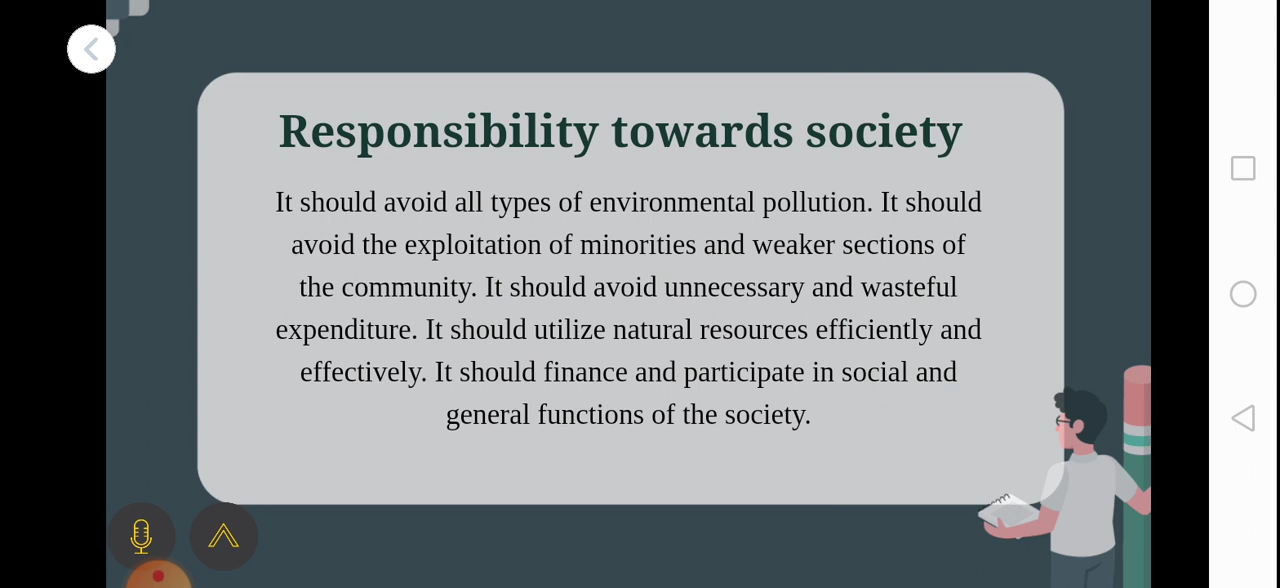 Responsibility towards society
It should avoid all types of environmental pollution. It should
avoid the exploitation of minorities and weaker sections of
the community. It should avoid unnecessary and wasteful
expenditure. It should utilize natural resources efficiently and
effectively. It should finance and participate in social and
general functions of the society.